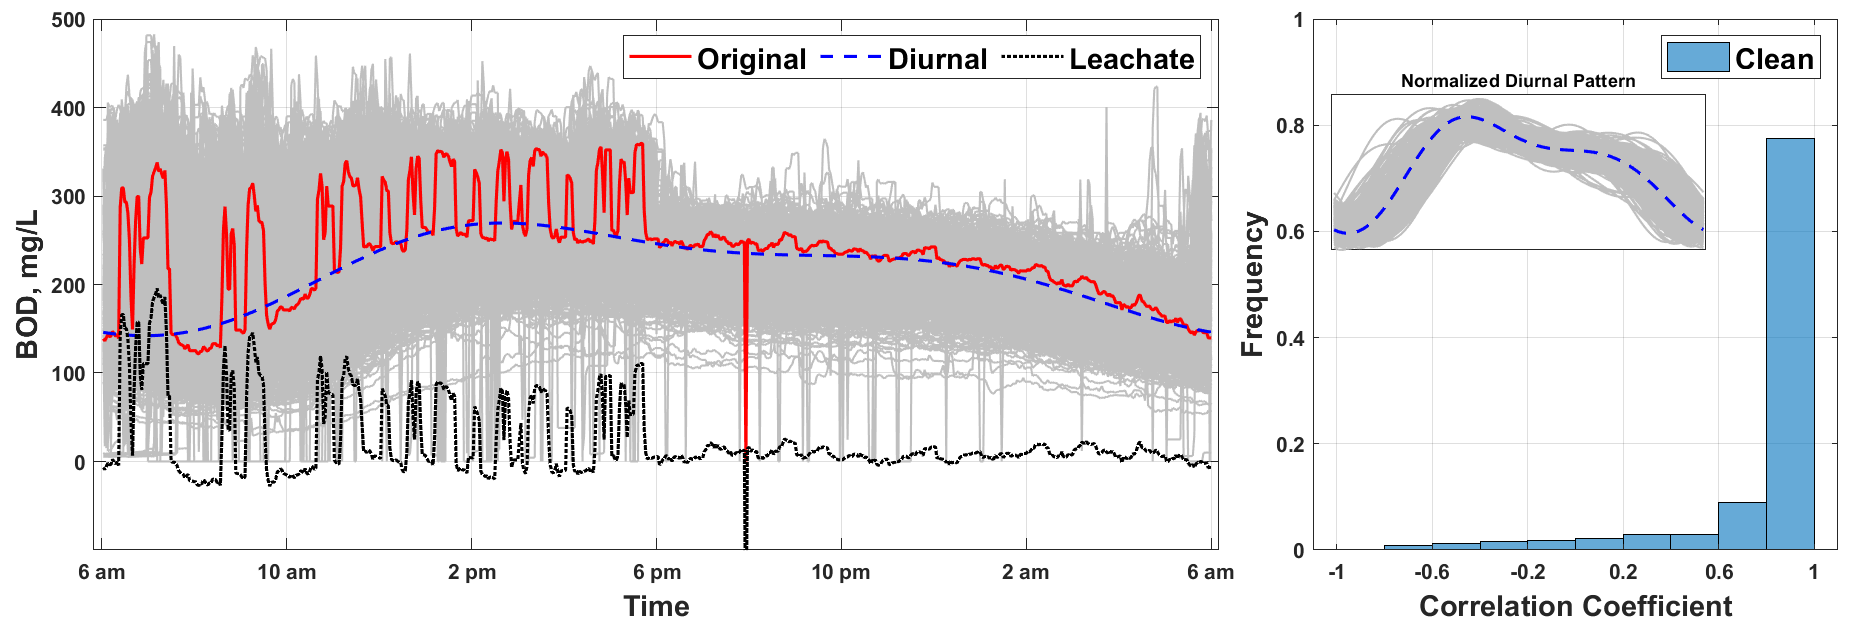 500
400
300
200
100
0
BOD, mg/L
Original Diurnal Leachate
6 am 10 am 2 pm 6 pm 10 pm 2 am 6 am
Time
1
0.8
0.6
0.4
0.2
0
Frequency
Clean
Normalized Diurnal Pattern
-1 -0.6 -0.2 0.2 0.6 1
Correlation Coefficient